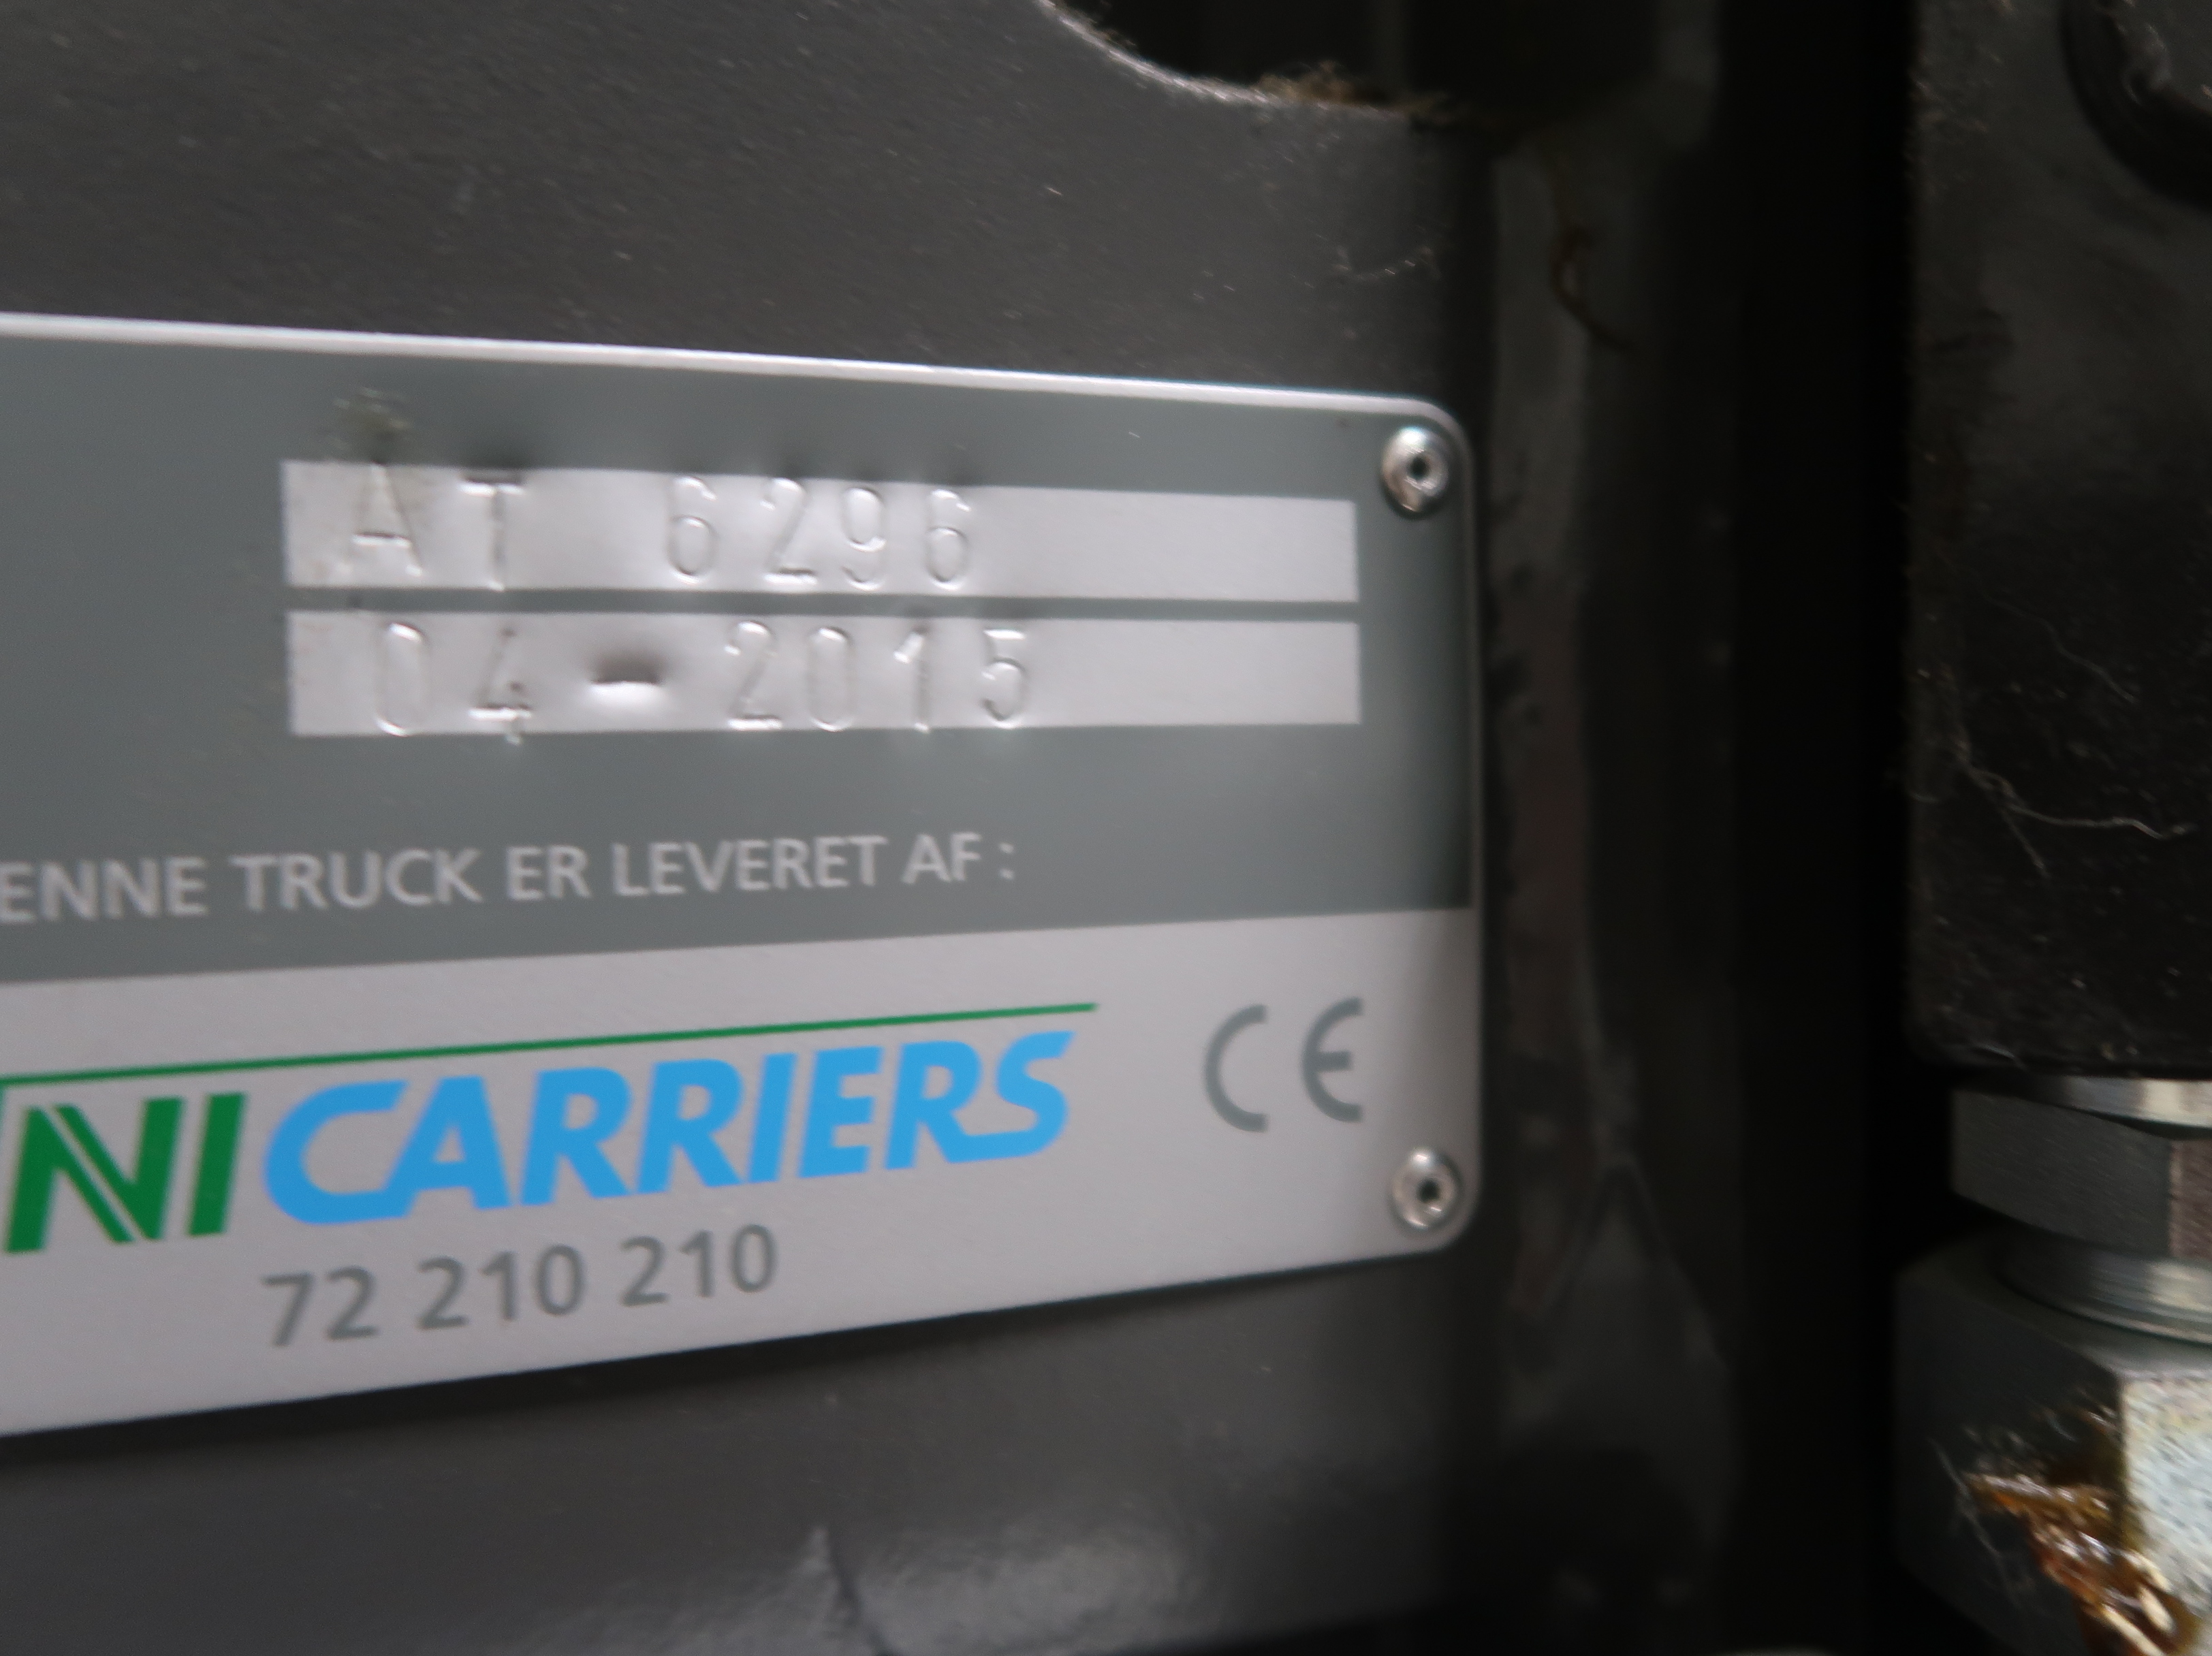 AT 6296
04-2015
ENNE TRUCK ER LEVERET AF:
NICARRIERS
CE
72 210 210